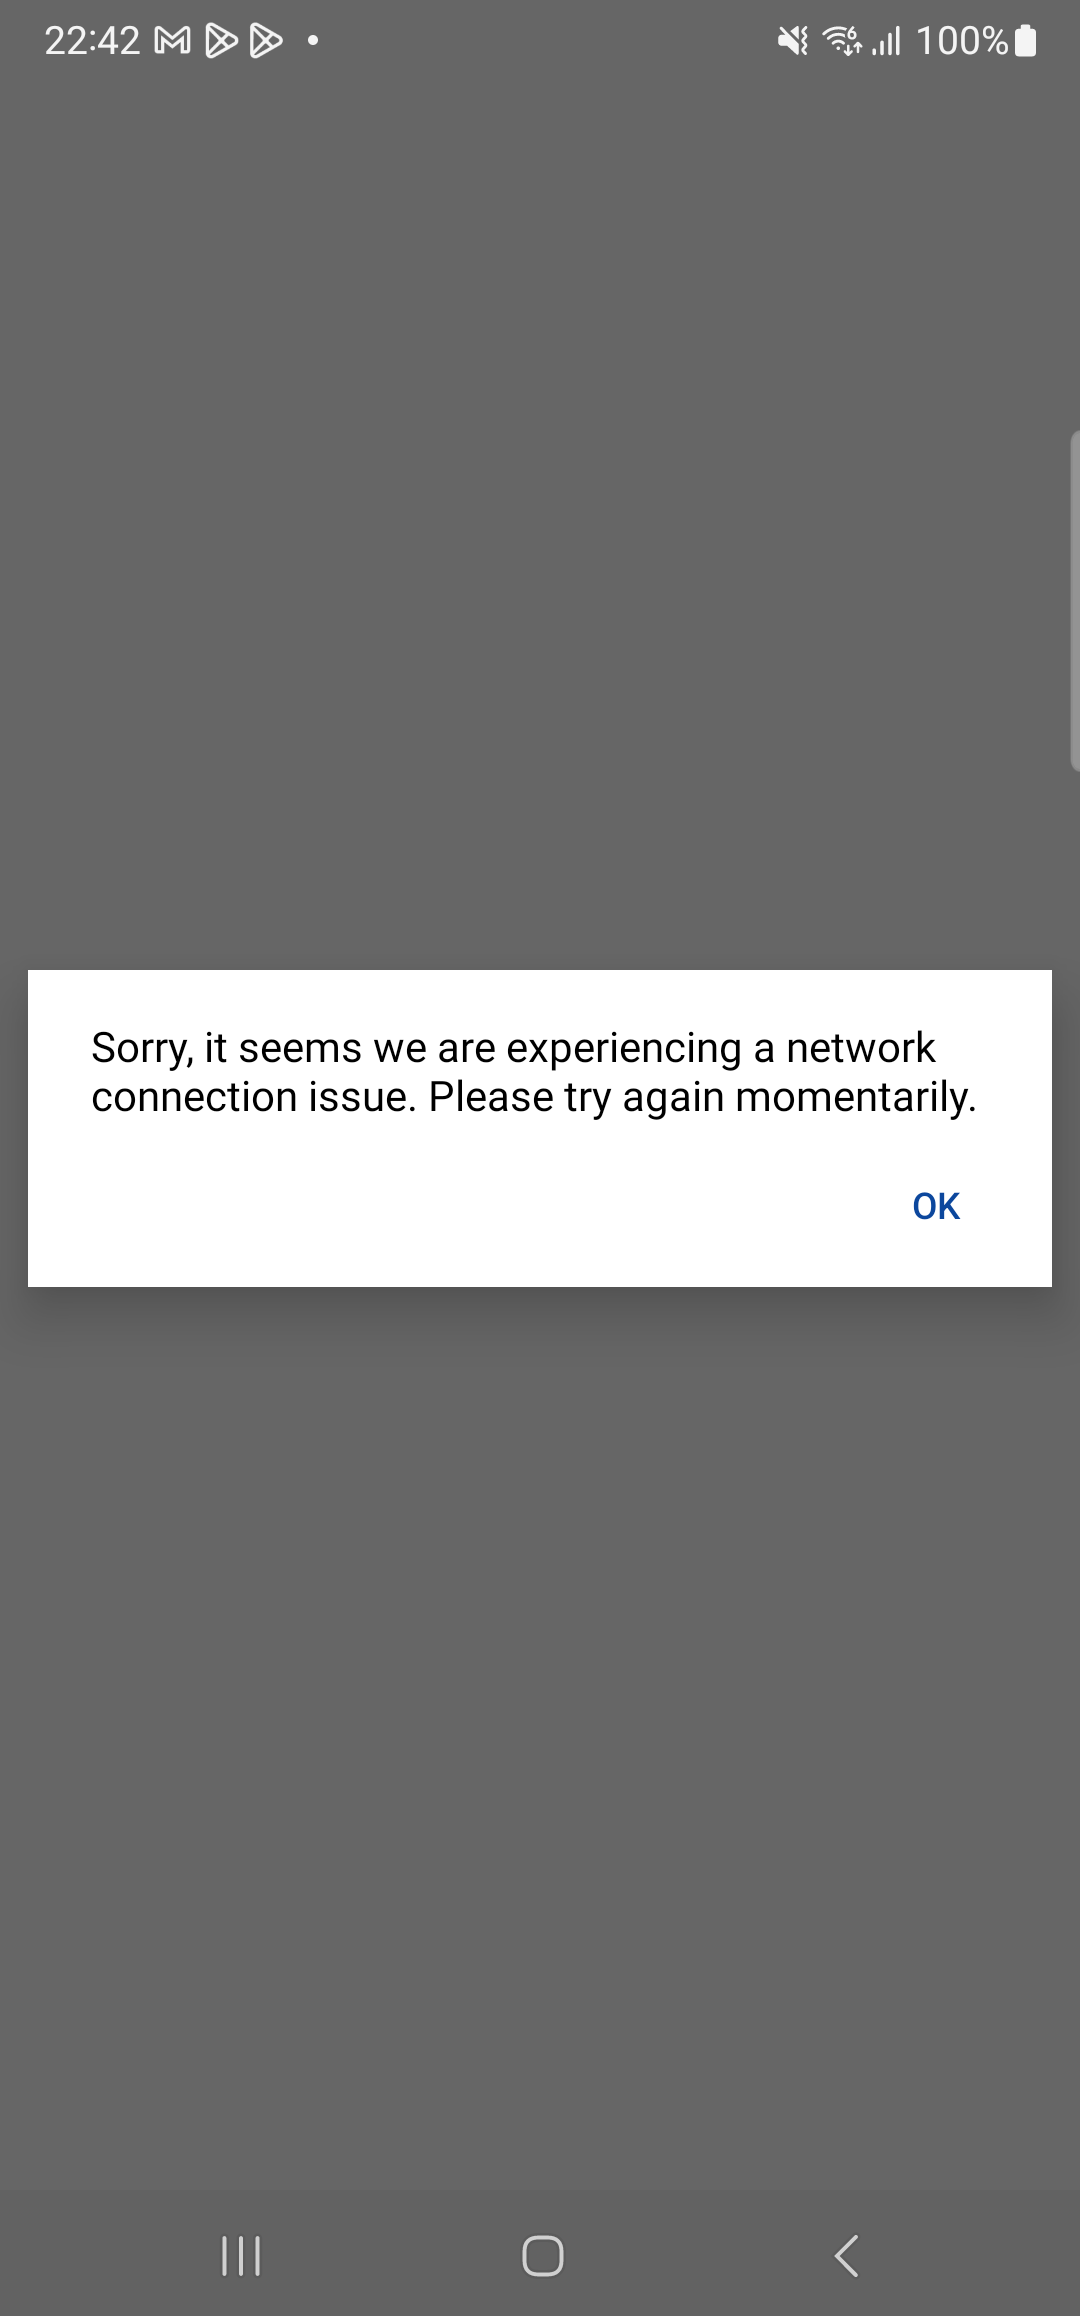 22:42
100%
Sorry, it seems we are experiencing a network
connection issue. Please try again momentarily.
OK